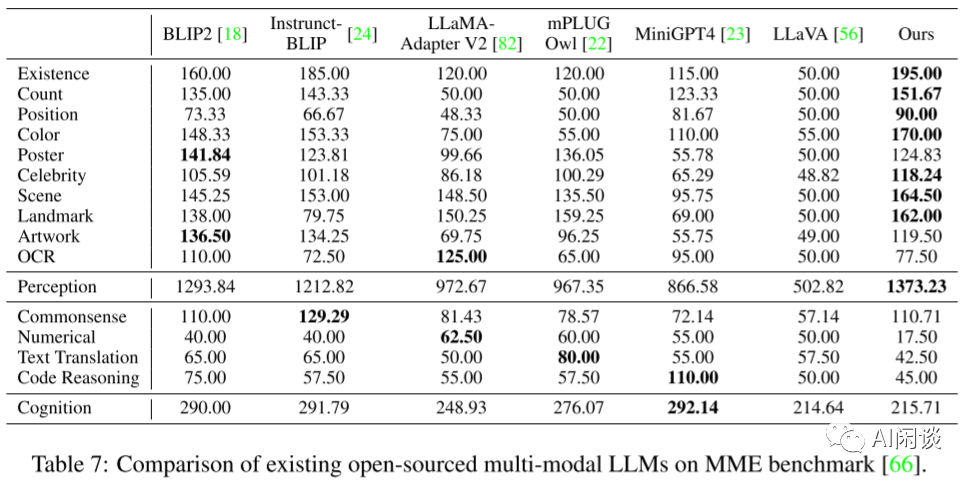 BLIP2 [18] Instrunct-BLIP [24] LLaMA-Adapter V2 [82] mPLUG Owl [22] MiniGPT4 [23] LLaVA [56] Ours
Existence 160.00 185.00 120.00 120.00 115.00 50.00 195.00
Count 135.00 143.33 50.00 50.00 123.33 50.00 151.67
Position 73.33 66.67 48.33 50.00 81.67 50.00 90.00
Color 148.33 153.33 75.00 55.00 110.00 55.00 170.00
Poster 141.84 123.81 99.66 136.05 55.78 50.00 124.83
Celebrity 105.59 101.18 86.18 100.29 65.29 48.82 118.24
Scene 145.25 153.00 148.50 135.50 95.75 50.00 164.50
Landmark 138.00 79.75 150.25 159.25 69.00 50.00 162.00
Artwork 136.50 134.25 69.75 96.25 55.75 49.00 119.50
OCR 110.00 72.50 125.00 65.00 95.00 50.00 77.50
Perception 1293.84 1212.82 972.67 967.35 866.58 502.82 1373.23
Commonsense 110.00 129.29 81.43 78.57 72.14 57.14 110.71
Numerical 40.00 40.00 62.50 60.00 55.00 50.00 17.50
Text Translation 65.00 65.00 50.00 80.00 55.00 57.50 42.50
Code Reasoning 75.00 57.50 55.00 57.50 110.00 50.00 45.00
Cognition 290.00 291.79 248.93 276.07 292.14 214.64 215.71
AI闲谈
Table 7: Comparison of existing open-sourced multi-modal LLMs on MME benchmark [66].